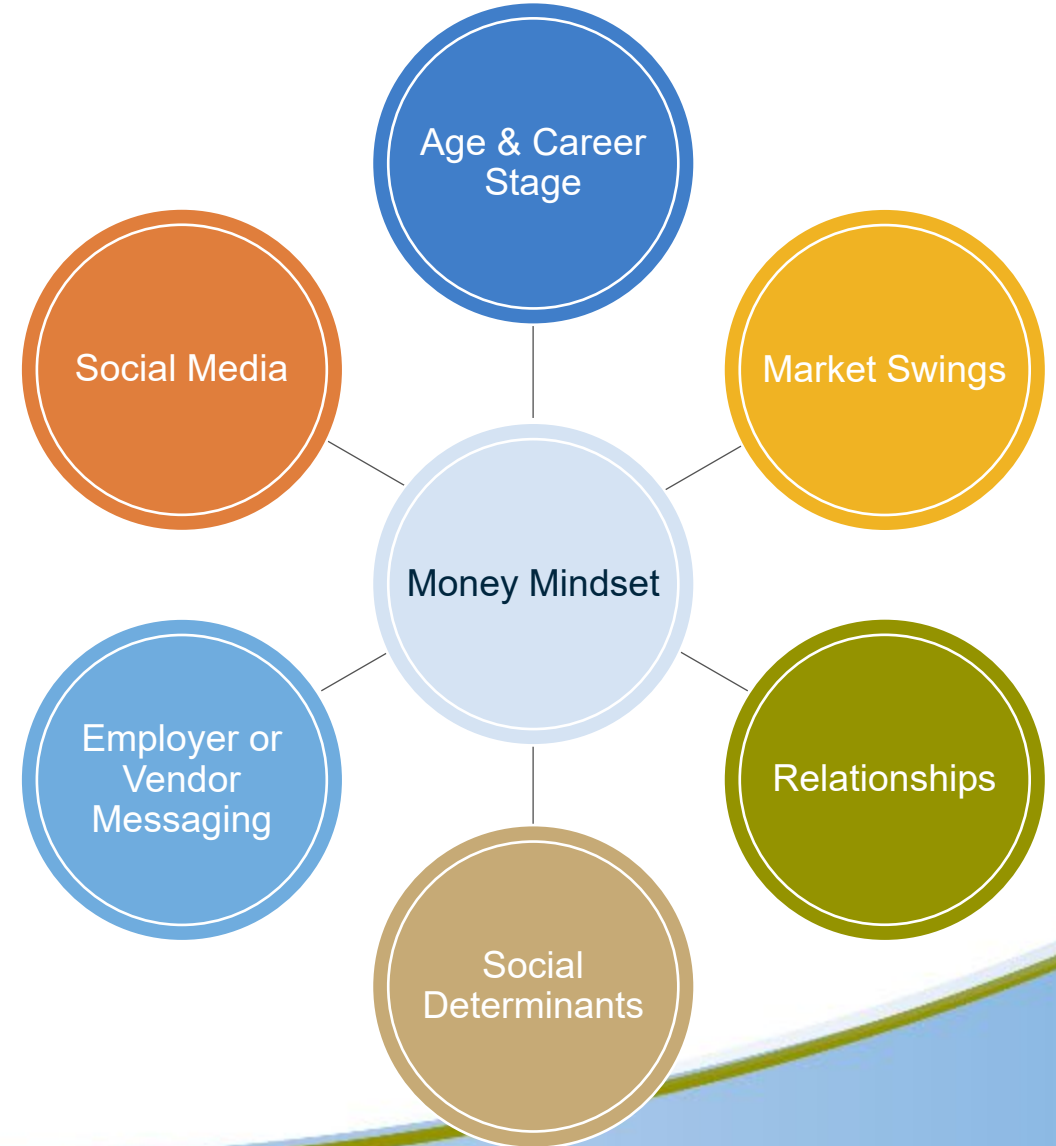 Age & Career
Stage
Social Media
Market Swings
Money Mindset
Employer or
Vendor
Messaging
Relationships
Social
Determinants